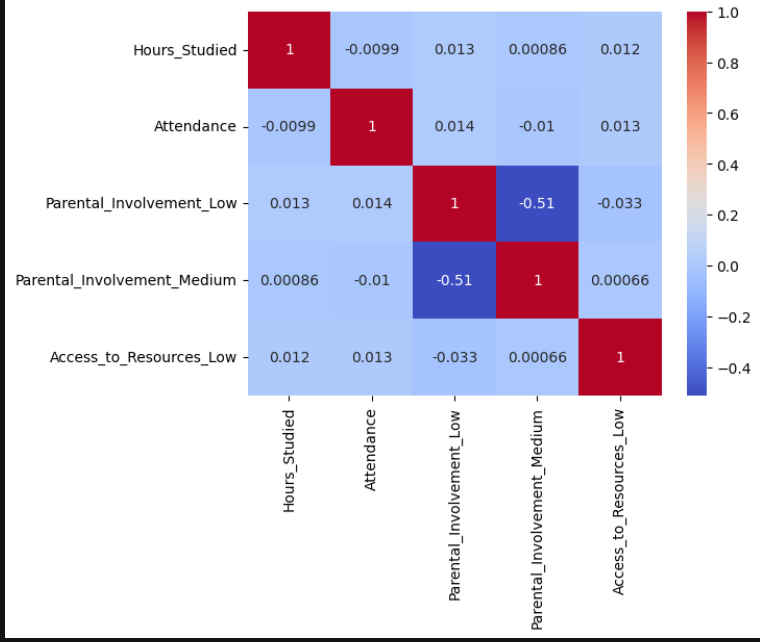 1.0
Hours_Studied 1 -0.0099 0.013 0.00086 0.012
0.8
0.6
Attendance -0.0099 1 0.014 -0.01 0.013
0.4
Parental_Involvement_Low 0.013 0.014 1 -0.51 -0.033
0.2
0.0
Parental_Involvement_Medium 0.00086 -0.01 -0.51 1 0.00066
−0.2
Access_to_Resources_Low 0.012 0.013 -0.033 0.00066 1
−0.4
Hours_Studied
Attendance
Parental_Involvement_Low
Parental_Involvement_Medium
Access_to_Resources_Low